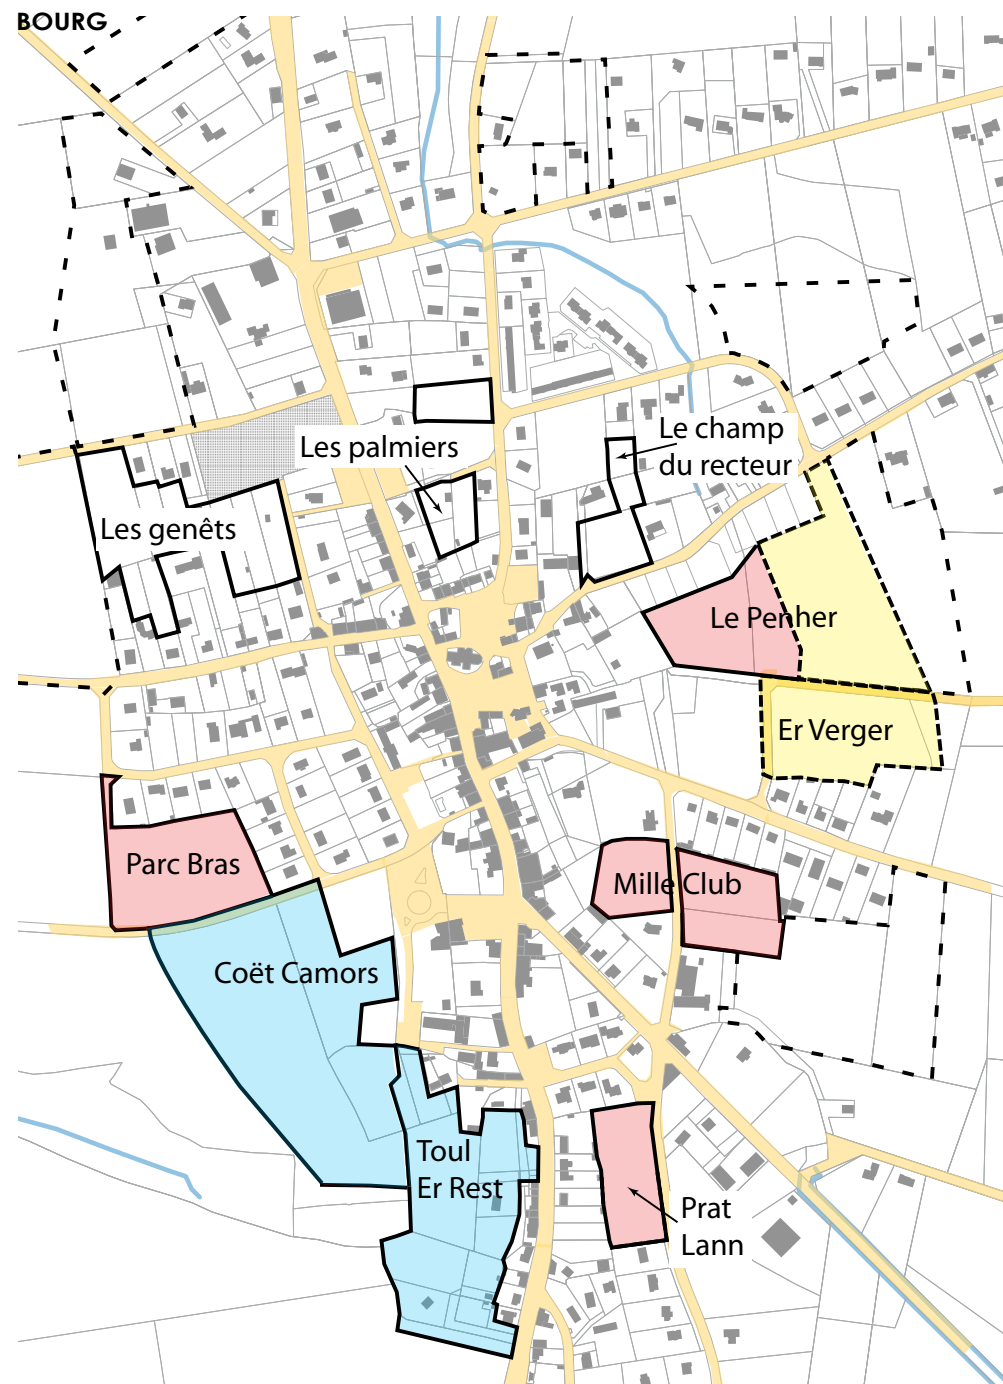 BOURG
Les palmiers
Le champ
du recteur
Les genêts
Le Penher
Er Verger
Parc Bras
Mille Club
Coët Camors
Toul
Er Rest
Prat
Lann